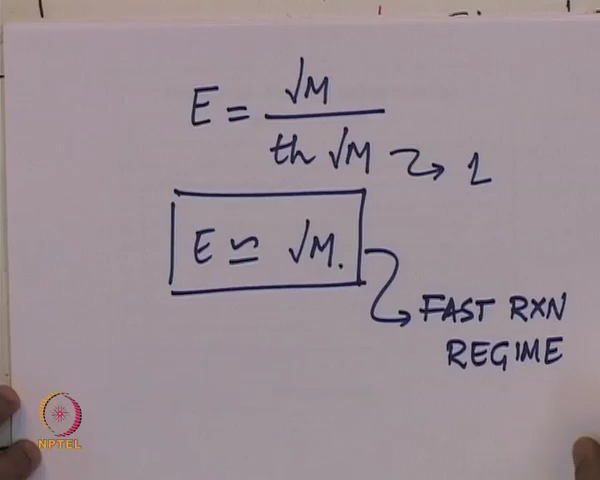 E = √M / th √M → 1
E ≃ √M.
FAST RXN
REGIME
NPTEL